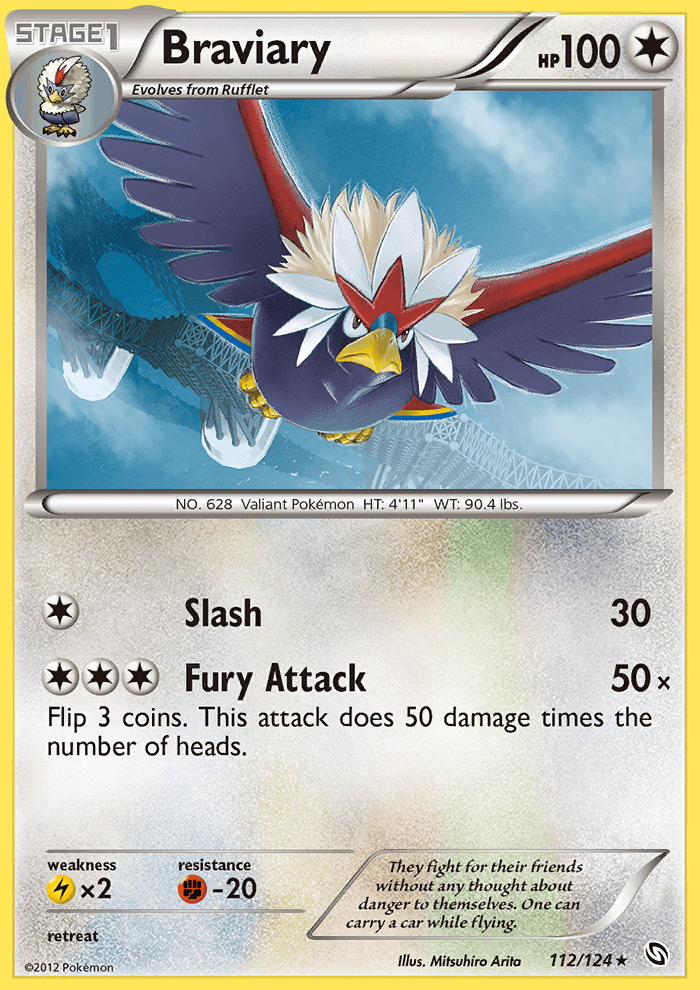 STAGE1
Braviary
HP100
Evolves from Rufflet
NO. 628 Valiant Pokémon HT: 4'11" WT: 90.4 lbs.
Slash 30
Fury Attack 50×
Flip 3 coins. This attack does 50 damage times the
number of heads.
weakness resistance
×2 -20
They fight for their friends
without any thought about
danger to themselves. One can
carry a car while flying.
retreat
Illus. Mitsuhiro Arita 112/124 ★
©2012 Pokémon